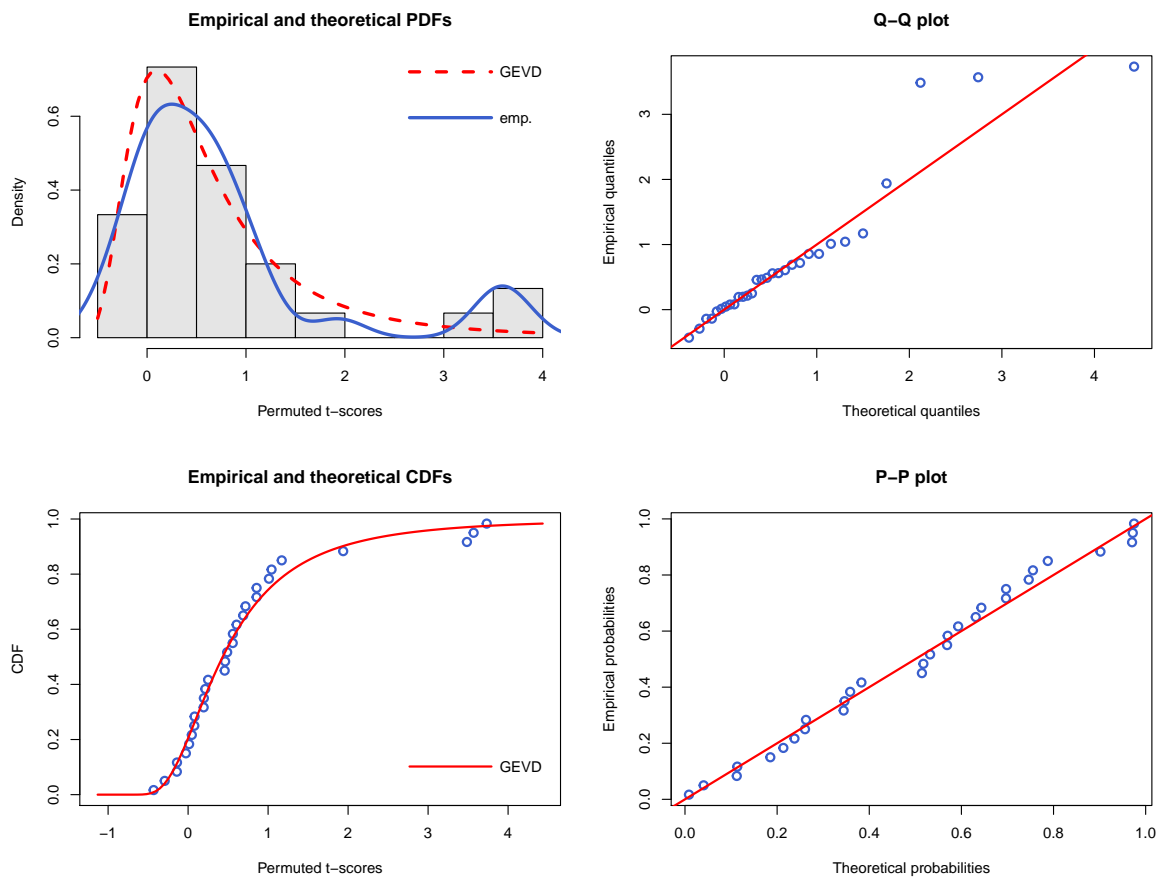 Empirical and theoretical PDFs
GEVD
emp.
Density
0.0 0.2 0.4 0.6
0 1 2 3 4
Permuted t−scores
Q−Q plot
Empirical quantiles
0 1 2 3
0 1 2 3 4
Theoretical quantiles
Empirical and theoretical CDFs
CDF
0.0 0.2 0.4 0.6 0.8 1.0
GEVD
−1 0 1 2 3 4
Permuted t−scores
P−P plot
Empirical probabilities
0.0 0.2 0.4 0.6 0.8 1.0
0.0 0.2 0.4 0.6 0.8 1.0
Theoretical probabilities